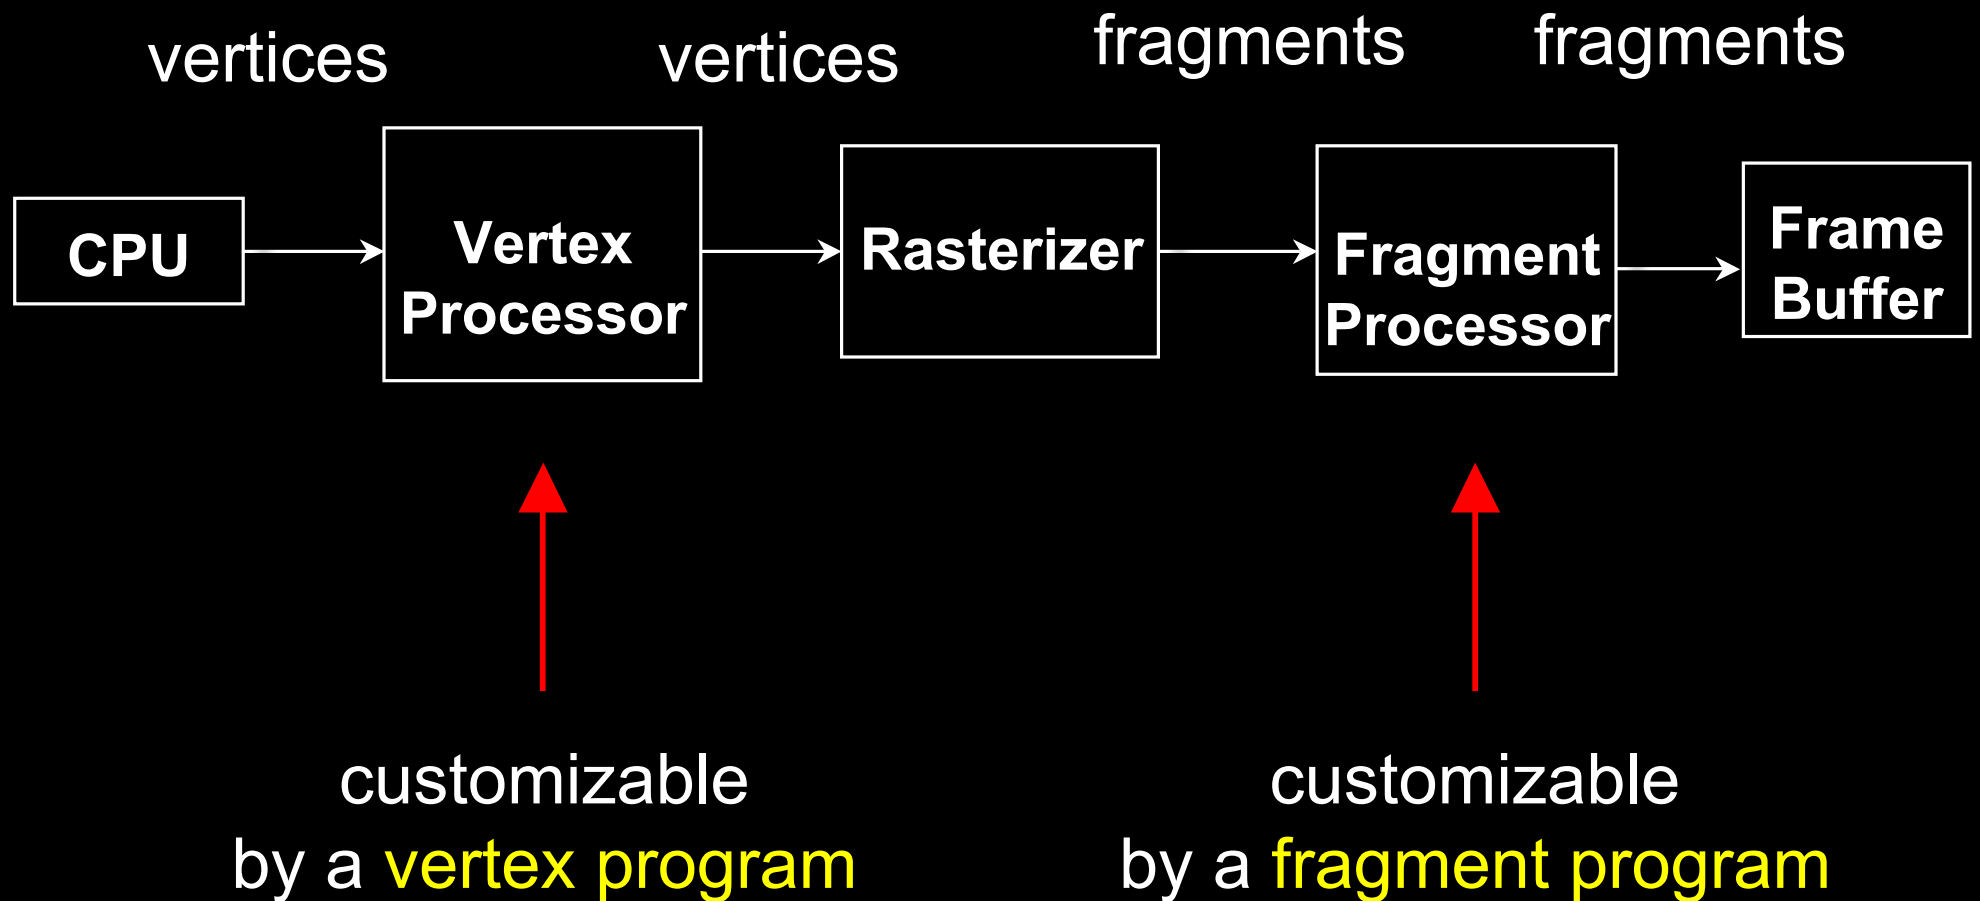 vertices
vertices
fragments
fragments
CPU
Vertex
Processor
Rasterizer
Fragment
Processor
Frame
Buffer
customizable
by a vertex program
customizable
by a fragment program